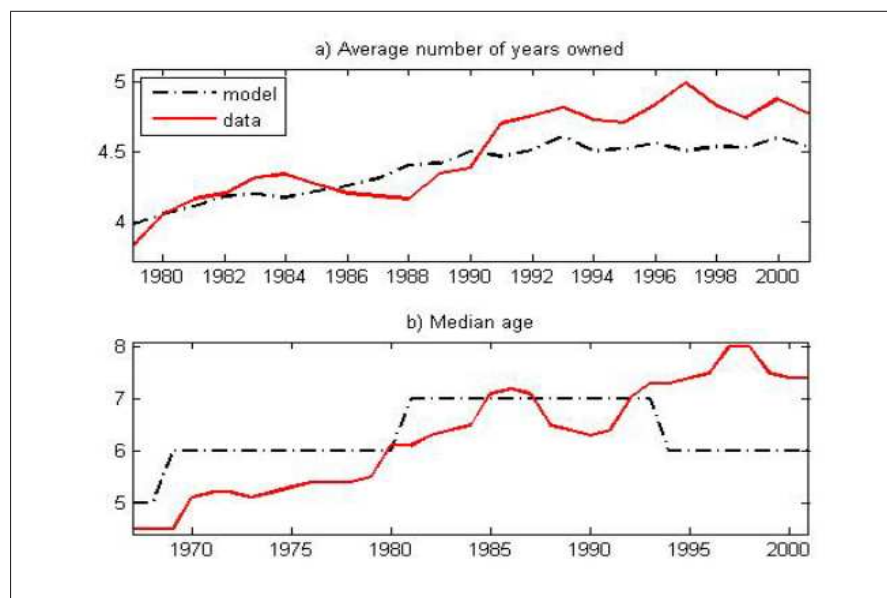 a) Average number of years owned
5
4.5
4
model
data
1980 1982 1984 1986 1988 1990 1992 1994 1996 1998 2000
b) Median age
8
7
6
5
1970 1975 1980 1985 1990 1995 2000